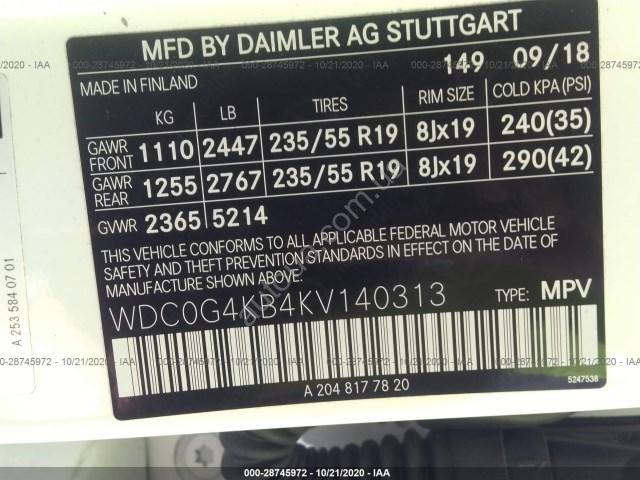 000-28745972 - 10/21/2020 - IAA
MFD BY DAIMLER AG STUTTGART
149 09/18
MADE IN FINLAND
KG LB TIRES RIM SIZE COLD KPA(PSI)
GAWR FRONT 1110 2447 235/55 R19 8Jx19 240(35)
GAWR REAR 1255 2767 235/55 R19 8Jx19 290(42)
GVWR 2365 5214
THIS VEHICLE CONFORMS TO ALL APPLICABLE FEDERAL MOTOR VEHICLE
SAFETY AND THEFT PREVENTION STANDARDS IN EFFECT ON THE DATE
OF MANUFACTURE SHOWN ABOVE.
WDC0G4KB4KV140313 TYPE: MPV
A 204 817 78 20
5247538
A 253 584 07 01
autocom.ua
000-28745972 - 10/21/2020 - IAA